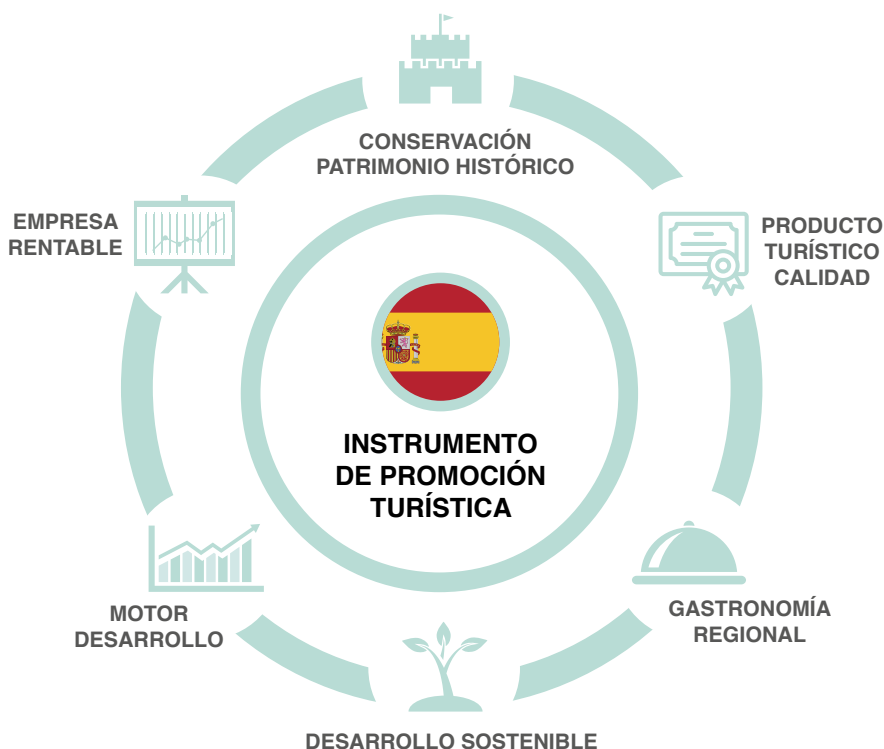 CONSERVACIÓN
PATRIMONIO HISTÓRICO
EMPRESA
RENTABLE
PRODUCTO
TURÍSTICO
CALIDAD
INSTRUMENTO
DE PROMOCIÓN
TURÍSTICA
MOTOR
DESARROLLO
GASTRONOMÍA
REGIONAL
DESARROLLO SOSTENIBLE